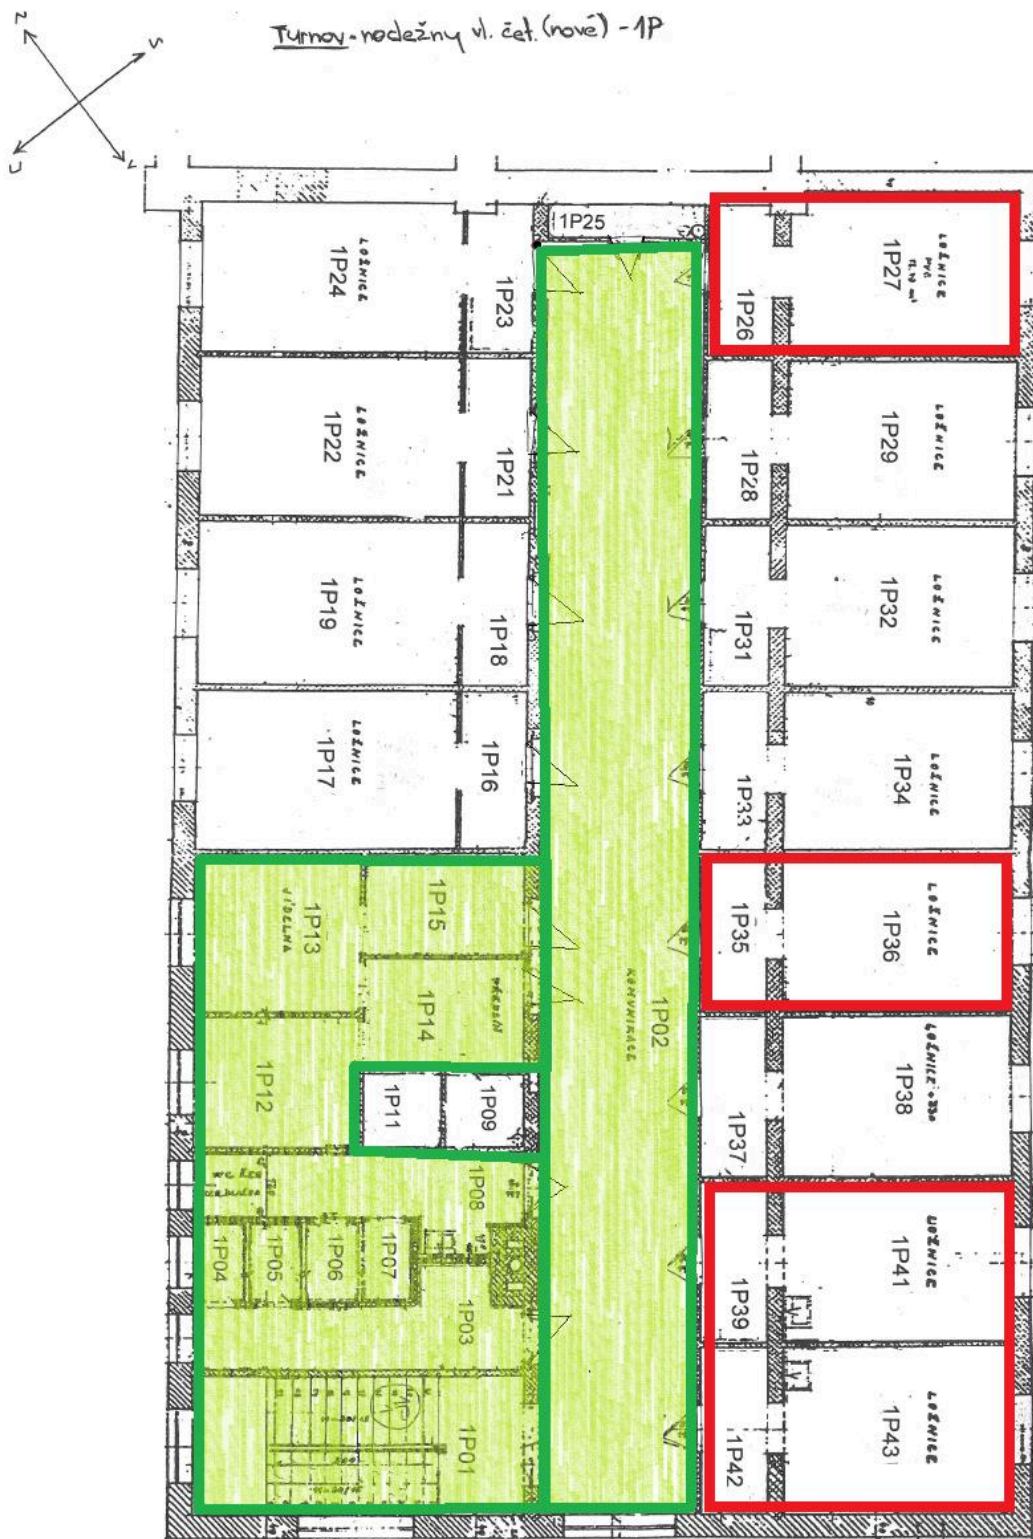 Turnov - nocležny vl. čet. (nové) - 1P
Z
S
J
V
1P25
LOŽNICE
1P24
1P23
1P26
LOŽNICE
PVC
1P27
LOŽNICE
1P22
1P21
1P28
LOŽNICE
1P29
LOŽNICE
1P19
1P18
1P31
LOŽNICE
1P32
LOŽNICE
1P17
1P16
1P33
LOŽNICE
1P34
1P13
JÍDELNA
1P15
1P35
LOŽNICE
1P36
1P14
PŘEDSÍŇ
1P02
KOMUNIKACE
1P12
1P11
1P09
1P37
LOŽNICE
1P38
1P08
1P04
1P05
1P06
1P07
1P03
1P39
LOŽNICE
1P41
1P01
1P42
LOŽNICE
1P43